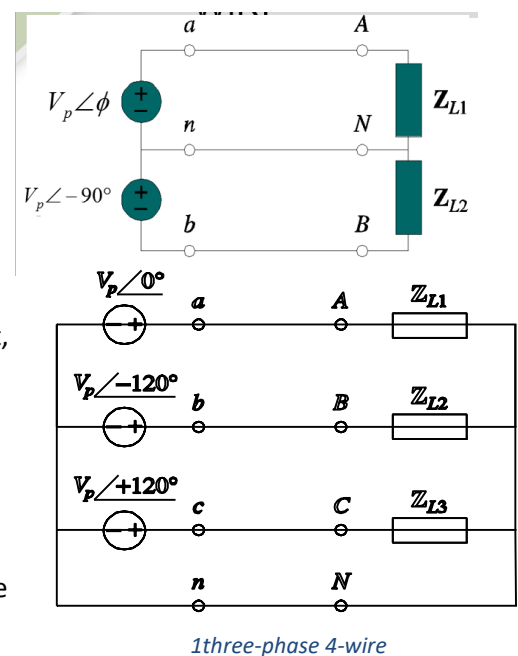 a A
V_p∠ϕ + − Z_L1
n N
V_p∠−90° + − Z_L2
b B
V_p∠0° a A Z_L1
− +
V_p∠−120° b B Z_L2
− +
V_p∠+120° c C Z_L3
− +
n N
1three-phase 4-wire